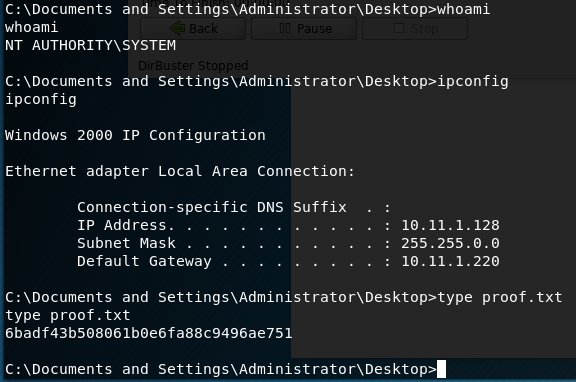 C:\Documents and Settings\Administrator\Desktop>whoami
whoami
NT AUTHORITY\SYSTEM
Back
Pause
Stop
DirBuster Stopped
C:\Documents and Settings\Administrator\Desktop>ipconfig
ipconfig
Windows 2000 IP Configuration
Ethernet adapter Local Area Connection:
Connection-specific DNS Suffix  . :
IP Address. . . . . . . . . . . . : 10.11.1.128
Subnet Mask . . . . . . . . . . . : 255.255.0.0
Default Gateway . . . . . . . . . : 10.11.1.220
C:\Documents and Settings\Administrator\Desktop>type proof.txt
type proof.txt
6badf43b508061b0e6fa88c9496ae751
C:\Documents and Settings\Administrator\Desktop>